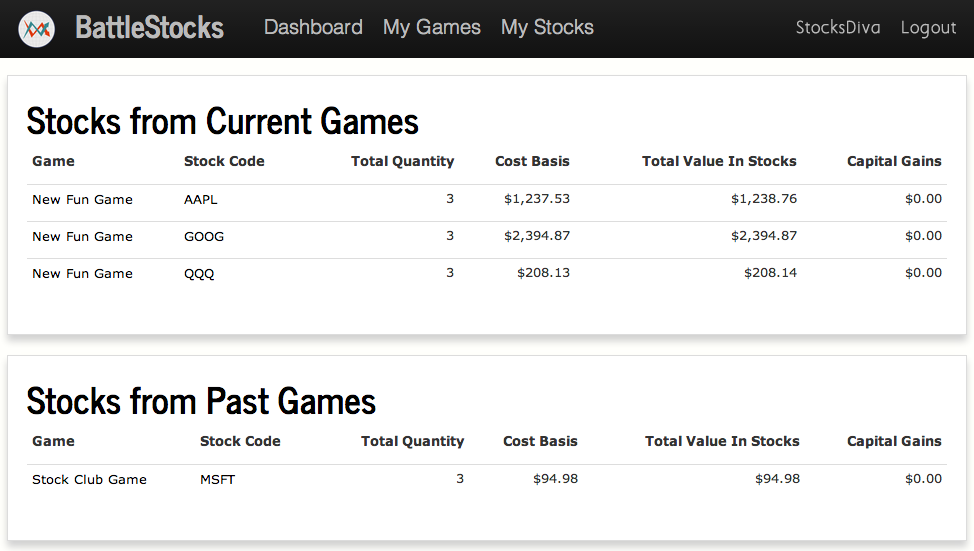 BattleStocks Dashboard My Games My Stocks StocksDiva Logout
Stocks from Current Games
Game Stock Code Total Quantity Cost Basis Total Value In Stocks Capital Gains
New Fun Game AAPL 3 $1,237.53 $1,238.76 $0.00
New Fun Game GOOG 3 $2,394.87 $2,394.87 $0.00
New Fun Game QQQ 3 $208.13 $208.14 $0.00
Stocks from Past Games
Game Stock Code Total Quantity Cost Basis Total Value In Stocks Capital Gains
Stock Club Game MSFT 3 $94.98 $94.98 $0.00